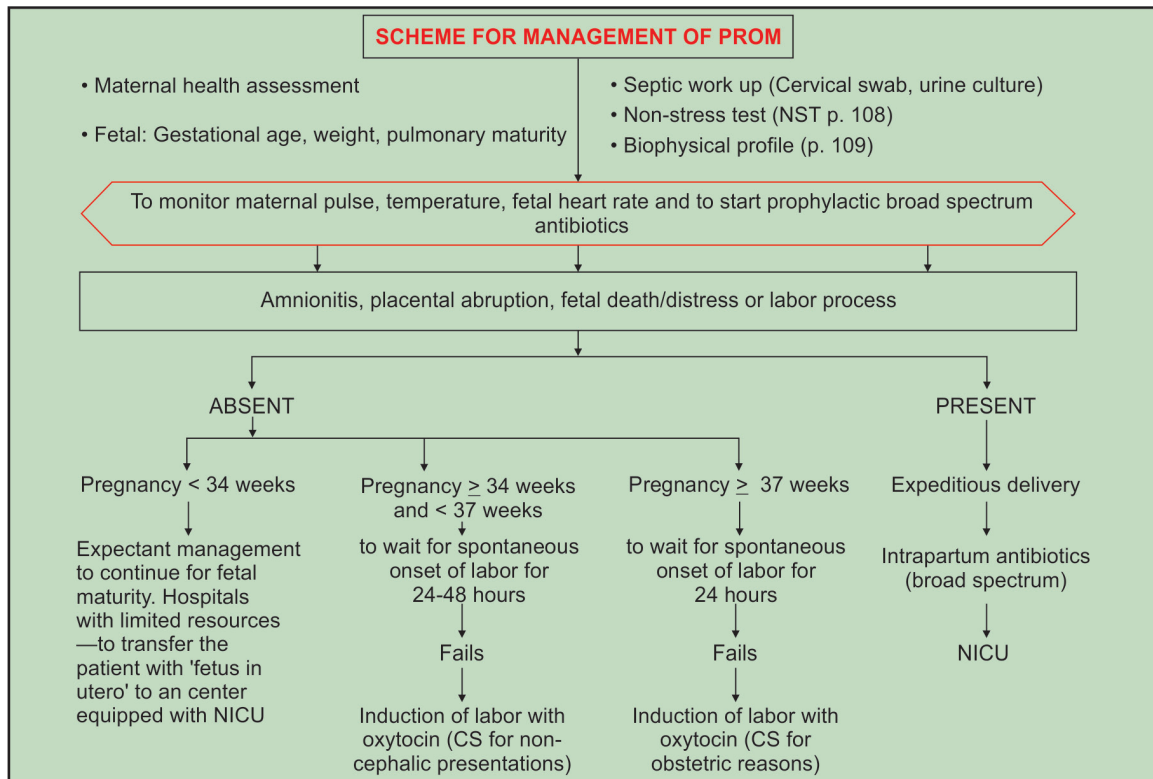 SCHEME FOR MANAGEMENT OF PROM
• Maternal health assessment
• Fetal: Gestational age, weight, pulmonary maturity
• Septic work up (Cervical swab, urine culture)
• Non-stress test (NST p. 108)
• Biophysical profile (p. 109)
To monitor maternal pulse, temperature, fetal heart rate and to start prophylactic broad spectrum
antibiotics
Amnionitis, placental abruption, fetal death/distress or labor process
ABSENT
PRESENT
Pregnancy < 34 weeks
Expectant management
to continue for fetal
maturity. Hospitals
with limited resources
—to transfer the
patient with 'fetus in
utero' to an center
equipped with NICU
Pregnancy ≥ 34 weeks
and < 37 weeks
to wait for spontaneous
onset of labor for
24-48 hours
Fails
Induction of labor with
oxytocin (CS for non-
cephalic presentations)
Pregnancy ≥ 37 weeks
to wait for spontaneous
onset of labor for
24 hours
Fails
Induction of labor with
oxytocin (CS for
obstetric reasons)
Expeditious delivery
Intrapartum antibiotics
(broad spectrum)
NICU